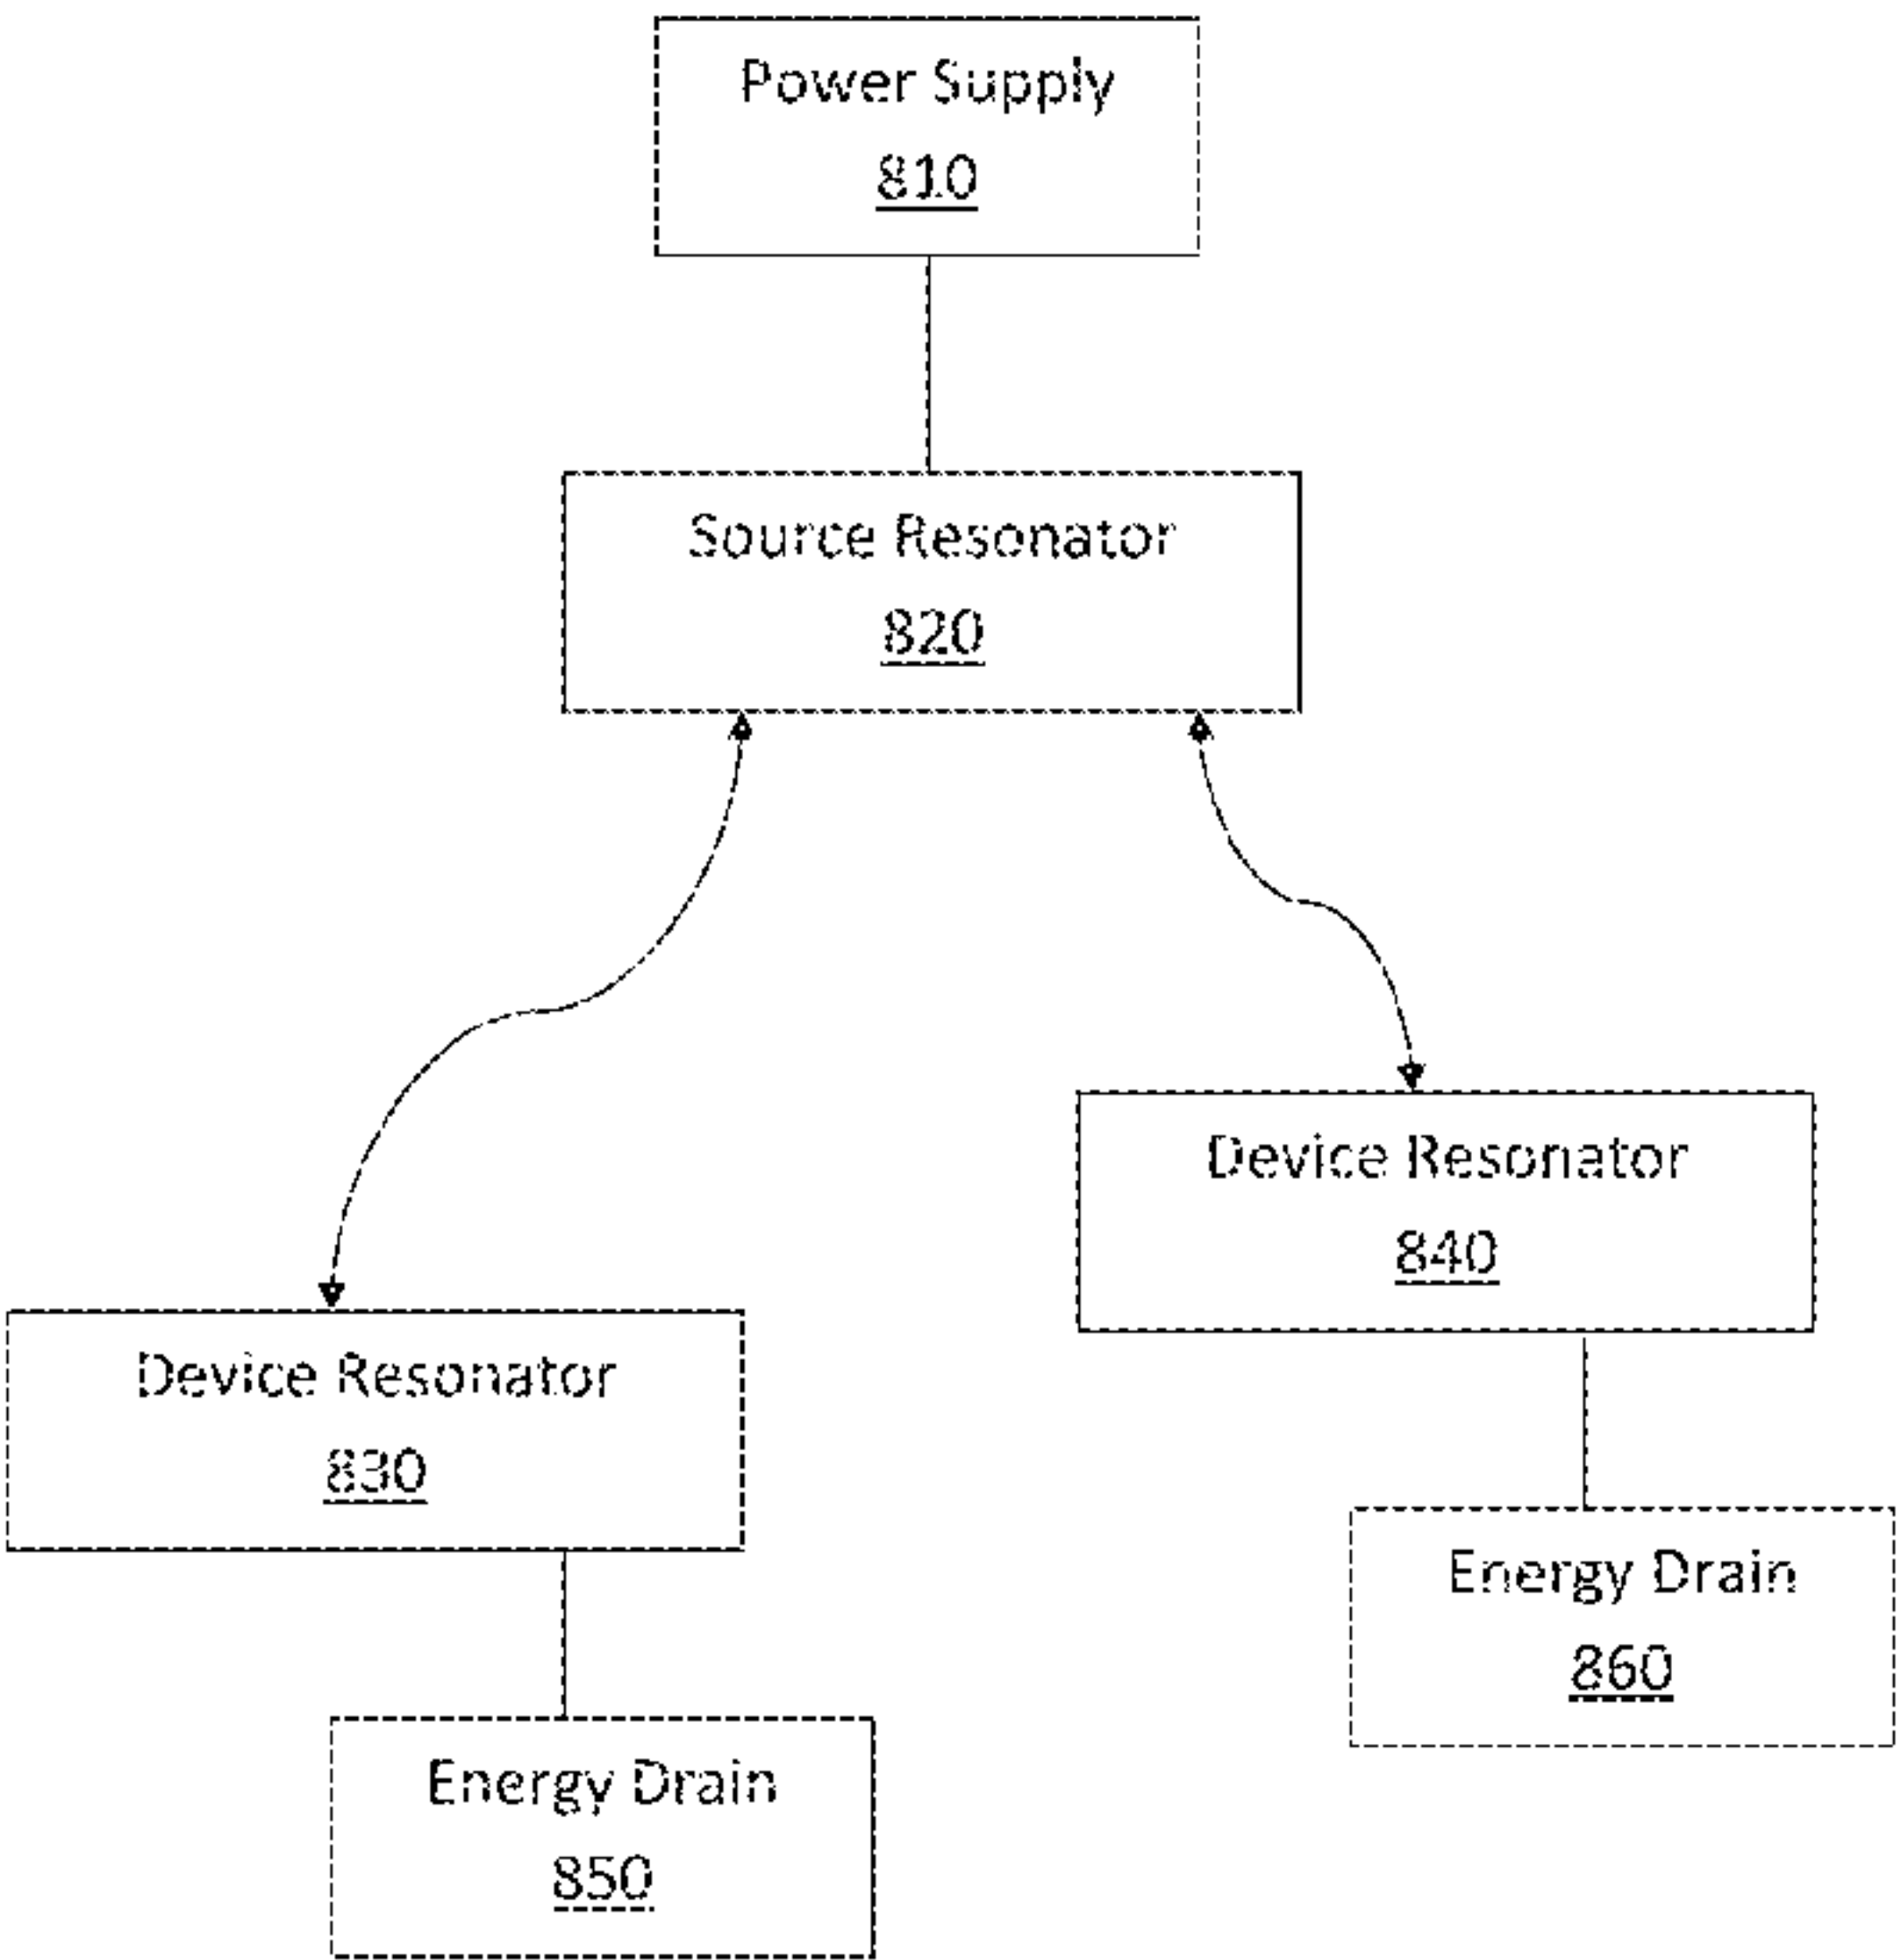 Power Supply
810
Source Resonator
820
Device Resonator
840
Device Resonator
830
Energy Drain
860
Energy Drain
850